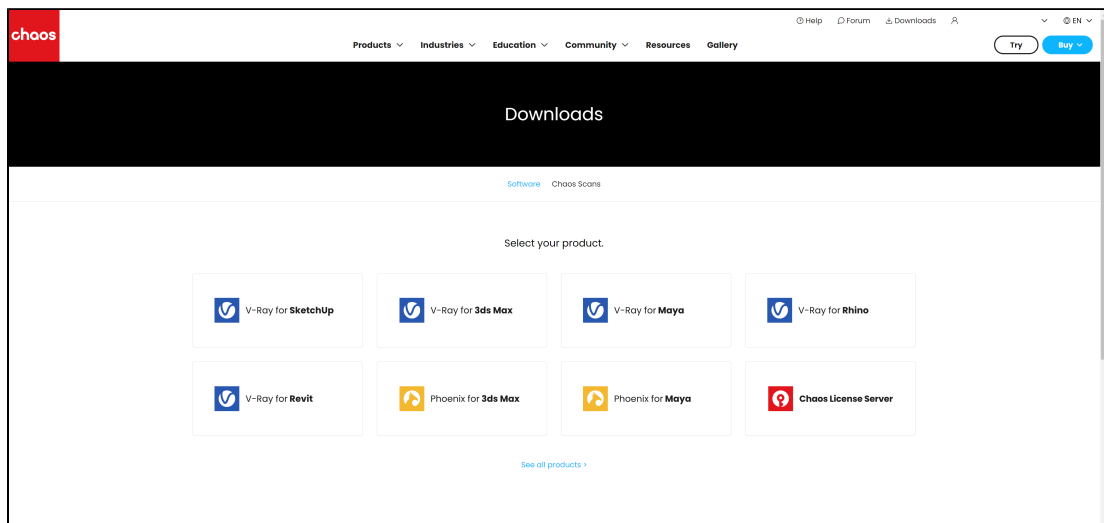 chaos
Help Forum Downloads EN
Products Industries Education Community Resources Gallery Try Buy
Downloads
Software Chaos Scans
Select your product.
V-Ray for SketchUp V-Ray for 3ds Max V-Ray for Maya V-Ray for Rhino
V-Ray for Revit Phoenix for 3ds Max Phoenix for Maya Chaos License Server
See all products >